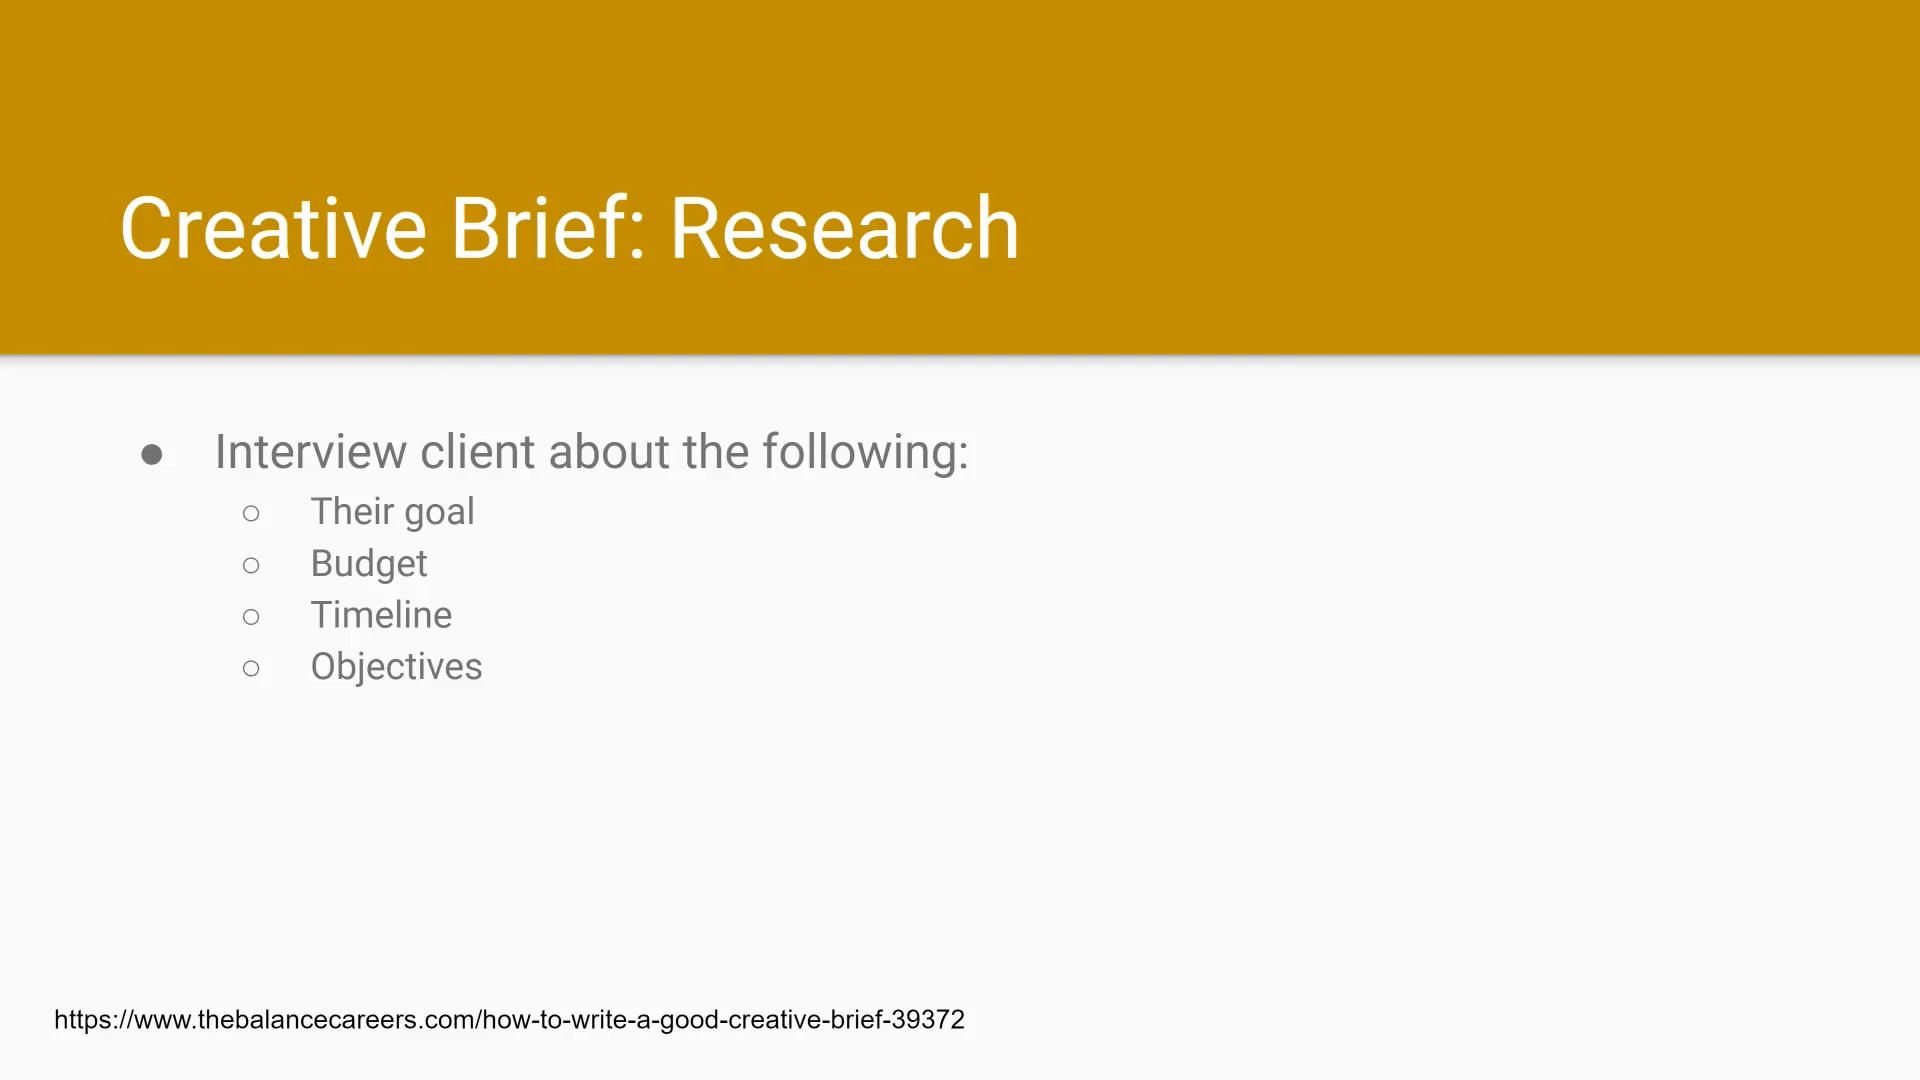 Creative Brief: Research
● Interview client about the following:
○ Their goal
○ Budget
○ Timeline
○ Objectives
https://www.thebalancecareers.com/how-to-write-a-good-creative-brief-39372